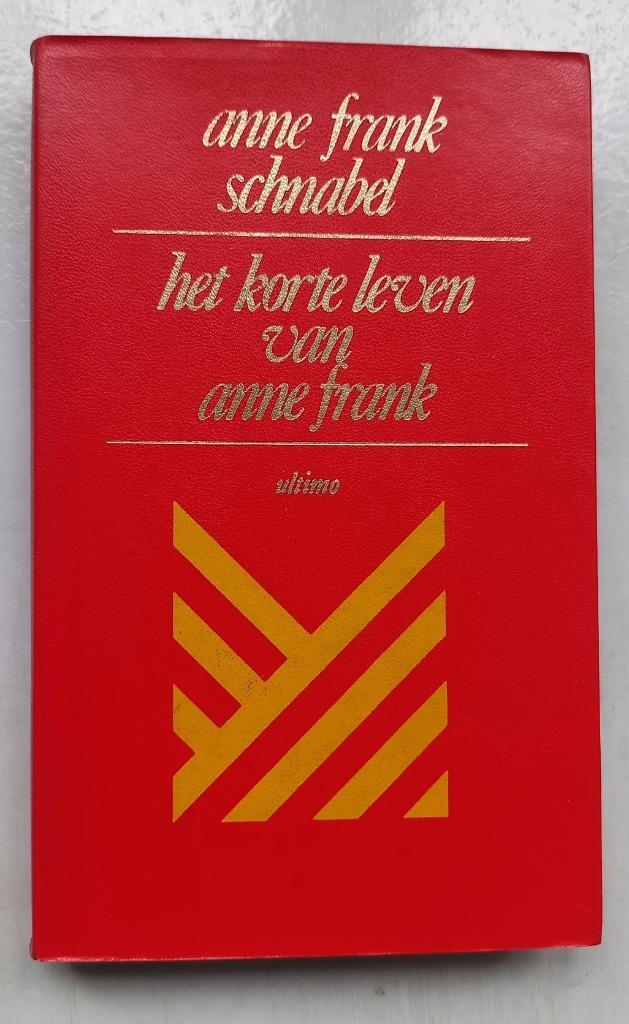 anne frank
schnabel
het korte leven
van
anne frank
ultimo